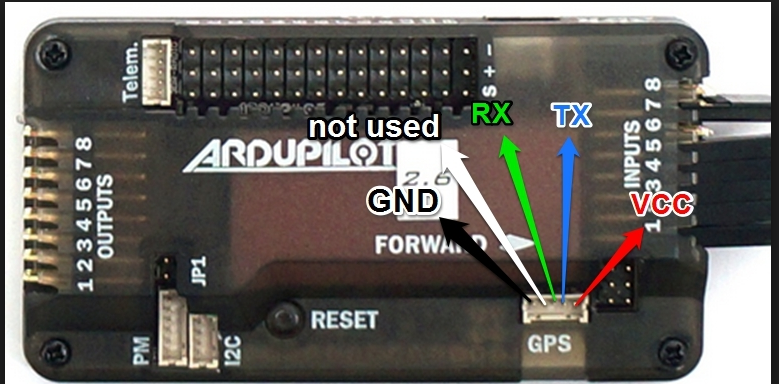 Telem.
S + -
not used
RX
TX
ARDUPILOT
2.6
INPUTS
1 2 3 4 5 6 7 8
GND
VCC
FORWARD
OUTPUTS
1 2 3 4 5 6 7 8
JP1
RESET
PM
I2C
GPS